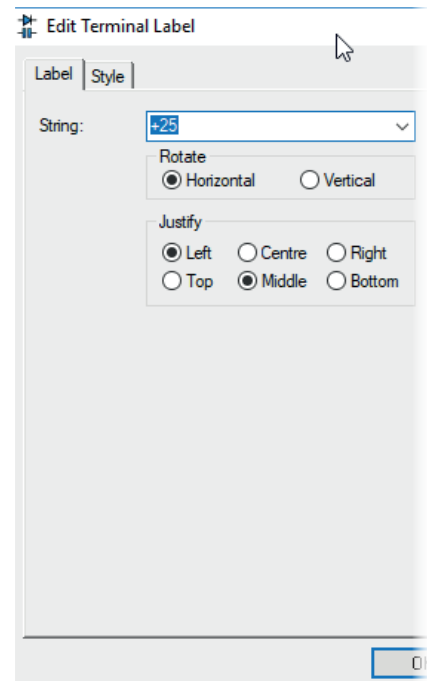 Edit Terminal Label
Label Style
String: +25
Rotate
Horizontal Vertical
Justify
Left Centre Right
Top Middle Bottom